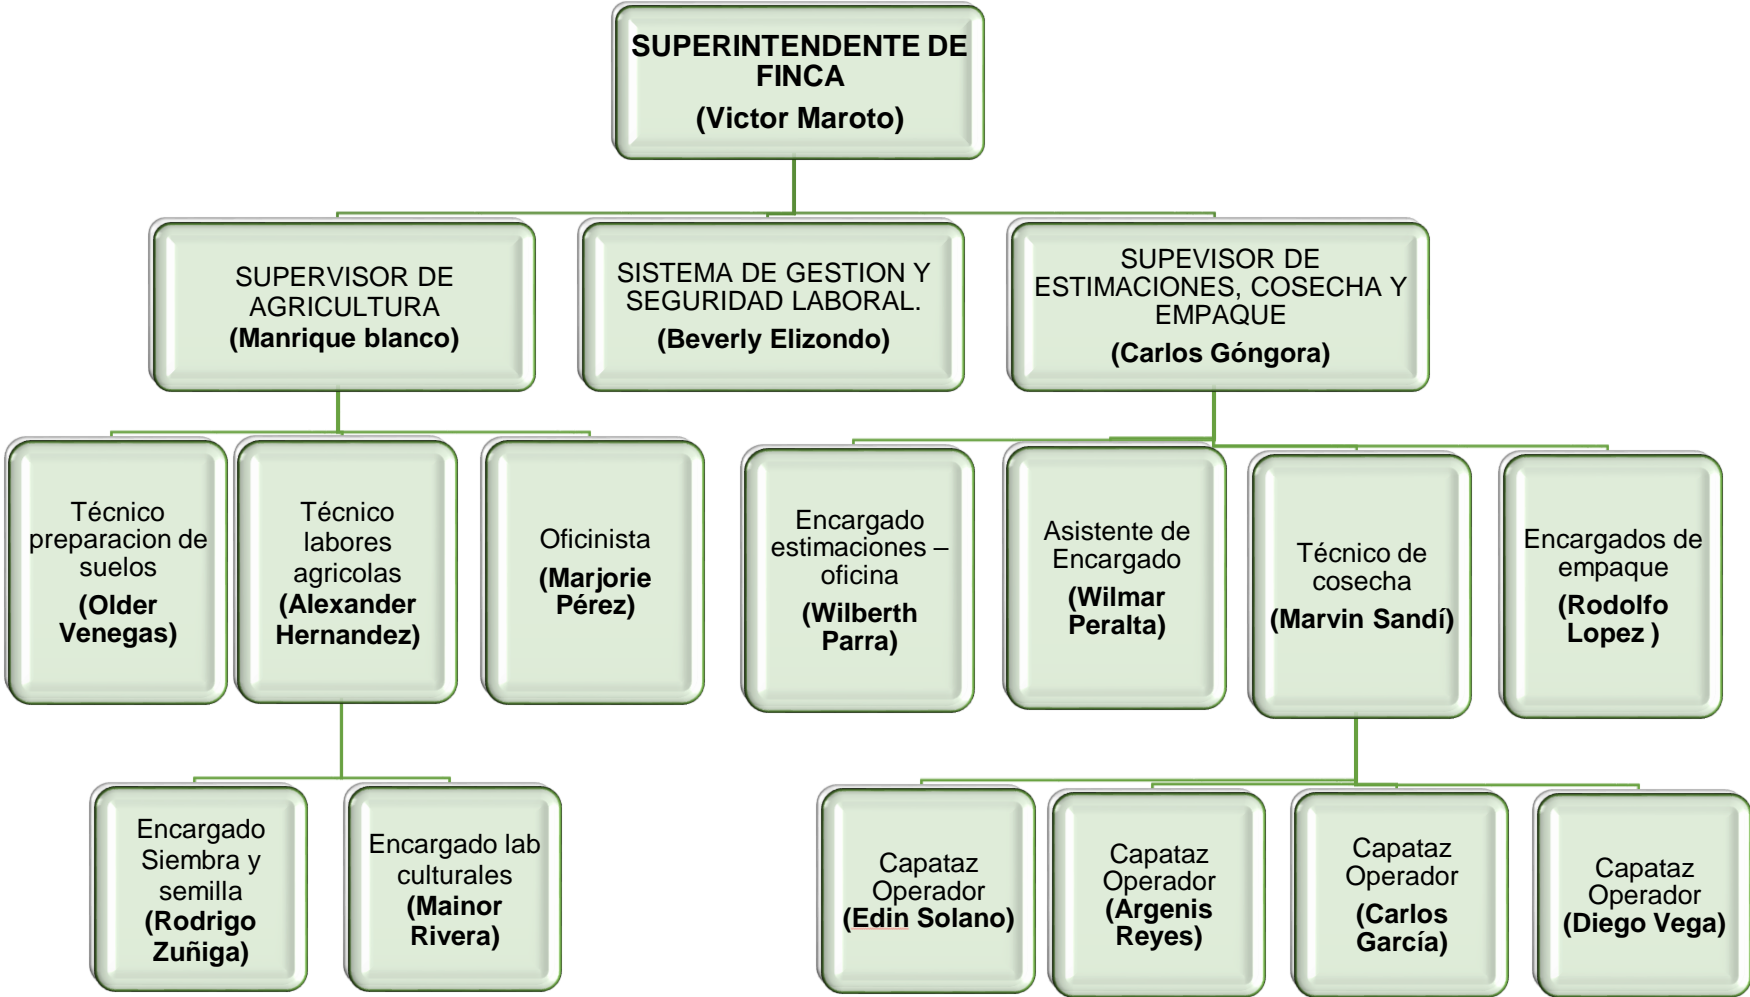 SUPERINTENDENTE DE
FINCA
(Victor Maroto)
SUPERVISOR DE
AGRICULTURA
(Manrique blanco)
SISTEMA DE GESTION Y
SEGURIDAD LABORAL.
(Beverly Elizondo)
SUPEVISOR DE
ESTIMACIONES, COSECHA Y
EMPAQUE
(Carlos Góngora)
Técnico
preparacion de
suelos
(Older
Venegas)
Técnico
labores
agricolas
(Alexander
Hernandez)
Oficinista
(Marjorie
Pérez)
Encargado
estimaciones –
oficina
(Wilberth
Parra)
Asistente de
Encargado
(Wilmar
Peralta)
Técnico de
cosecha
(Marvin Sandí)
Encargados de
empaque
(Rodolfo
Lopez )
Encargado
Siembra y
semilla
(Rodrigo
Zuñiga)
Encargado lab
culturales
(Mainor
Rivera)
Capataz
Operador
(Edin Solano)
Capataz
Operador
(Argenis
Reyes)
Capataz
Operador
(Carlos
García)
Capataz
Operador
(Diego Vega)